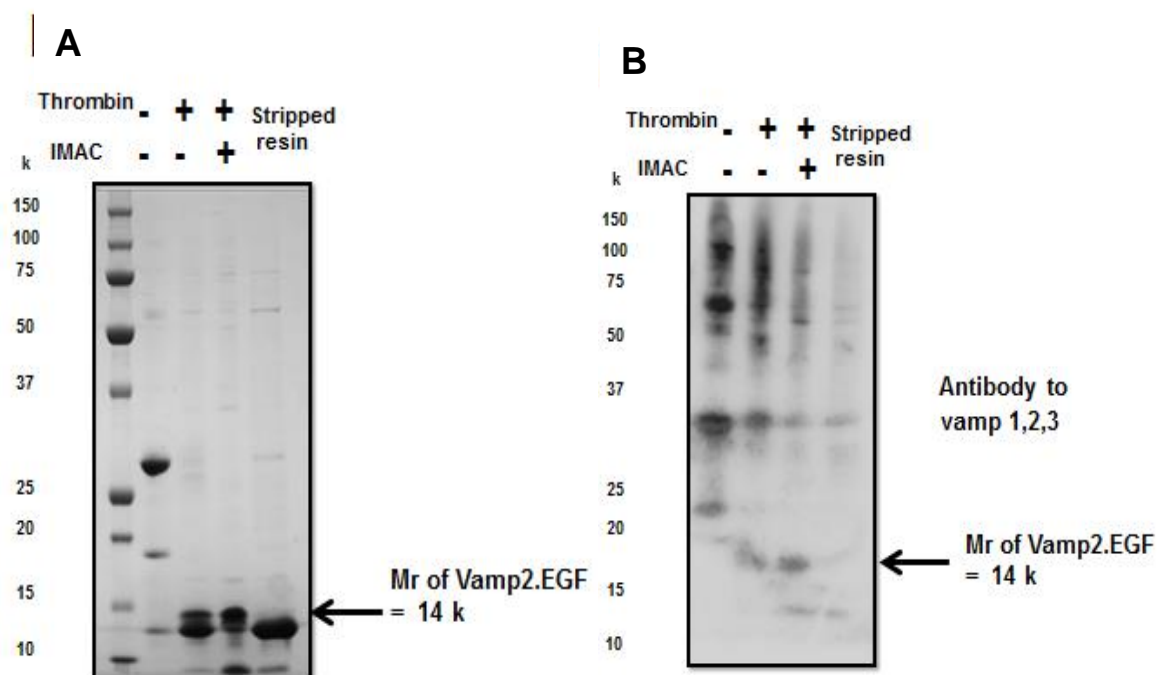 A
Thrombin - + + Stripped
resin
IMAC - - +
k
150
100
75
50
37
25
20
15
10
Mr of Vamp2.EGF
= 14 k
B
Thrombin - + + Stripped
resin
IMAC - - +
k
150
100
75
50
37
25
20
15
10
Antibody to
vamp 1,2,3
Mr of Vamp2.EGF
= 14 k